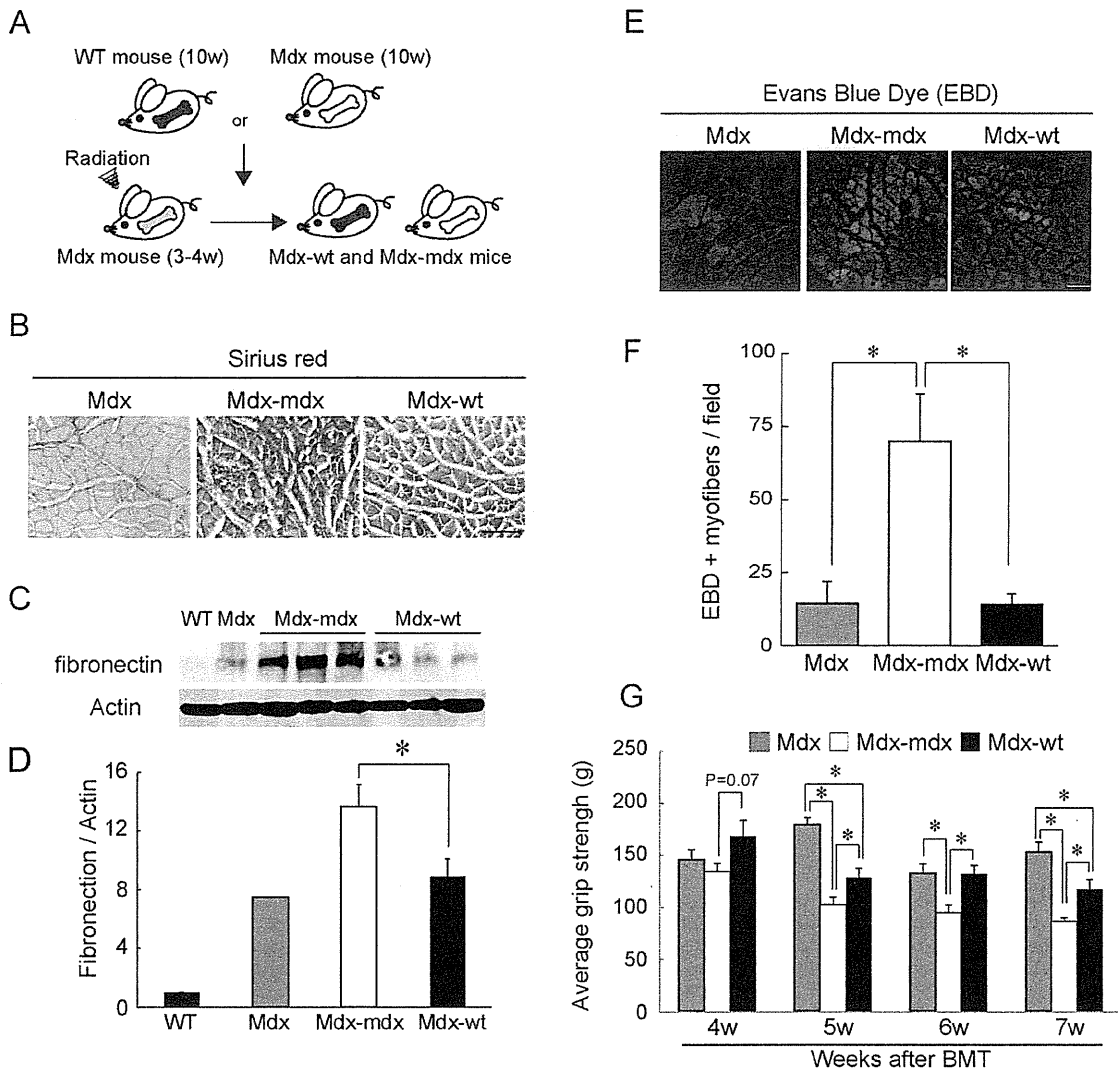 A
WT mouse (10w)
Mdx mouse (10w)
or
Radiation
Mdx mouse (3-4w)
Mdx-wt and Mdx-mdx mice
B
Sirius red
Mdx
Mdx-mdx
Mdx-wt
C
WT Mdx Mdx-mdx Mdx-wt
fibronectin
Actin
D
Fibronection / Actin
16
12
8
4
0
*
WT
Mdx
Mdx-mdx
Mdx-wt
E
Evans Blue Dye (EBD)
Mdx
Mdx-mdx
Mdx-wt
F
EBD + myofibers / field
100
75
50
25
0
* *
Mdx
Mdx-mdx
Mdx-wt
G
Mdx Mdx-mdx Mdx-wt
Average grip strengh (g)
250
200
150
100
50
0
P=0.07
* * *
* *
* * *
4w
5w
6w
7w
Weeks after BMT